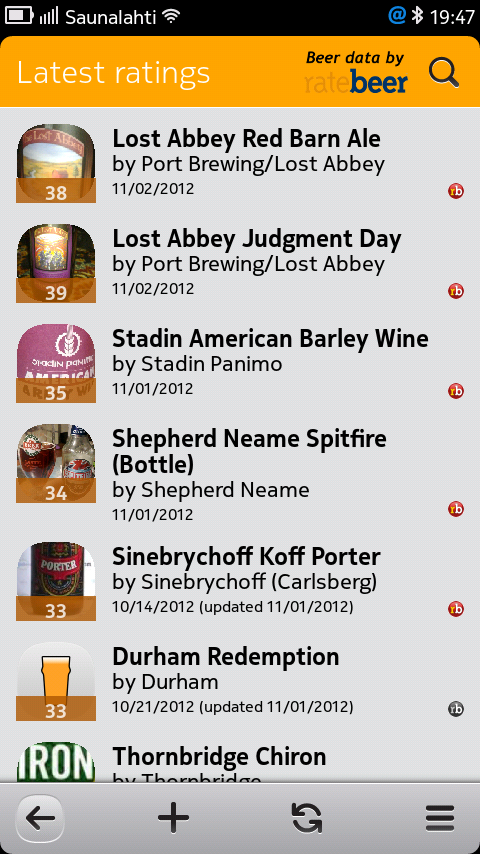 Saunalahti
@
19:47
Latest ratings
Beer data by
ratebeer
Lost Abbey Red Barn Ale
by Port Brewing/Lost Abbey
11/02/2012
38
rb
Lost Abbey Judgment Day
by Port Brewing/Lost Abbey
11/02/2012
39
rb
Stadin American Barley Wine
by Stadin Panimo
11/01/2012
35
rb
Shepherd Neame Spitfire
(Bottle)
by Shepherd Neame
11/01/2012
34
rb
PORTER
Sinebrychoff Koff Porter
by Sinebrychoff (Carlsberg)
10/14/2012 (updated 11/01/2012)
33
rb
Durham Redemption
by Durham
10/21/2012 (updated 11/01/2012)
33
rb
IRON
Thornbridge Chiron
by Thornbridge